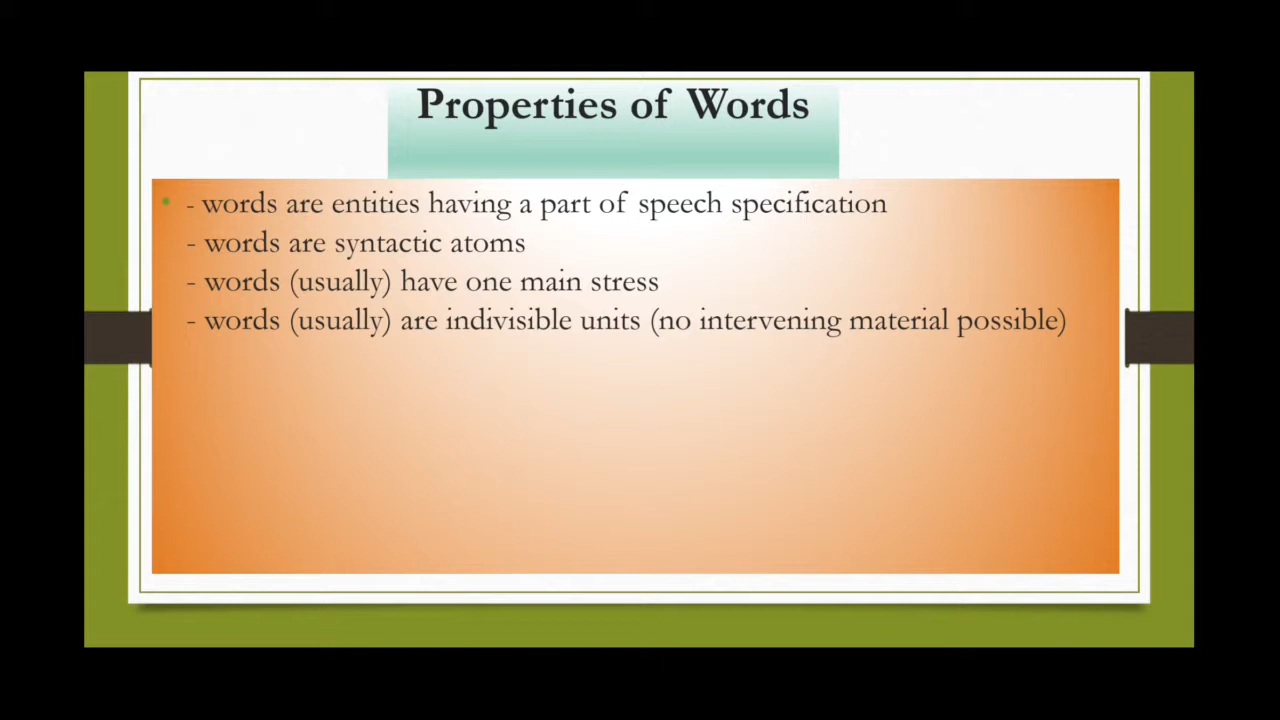 Properties of Words
• - words are entities having a part of speech specification
- words are syntactic atoms
- words (usually) have one main stress
- words (usually) are indivisible units (no intervening material possible)